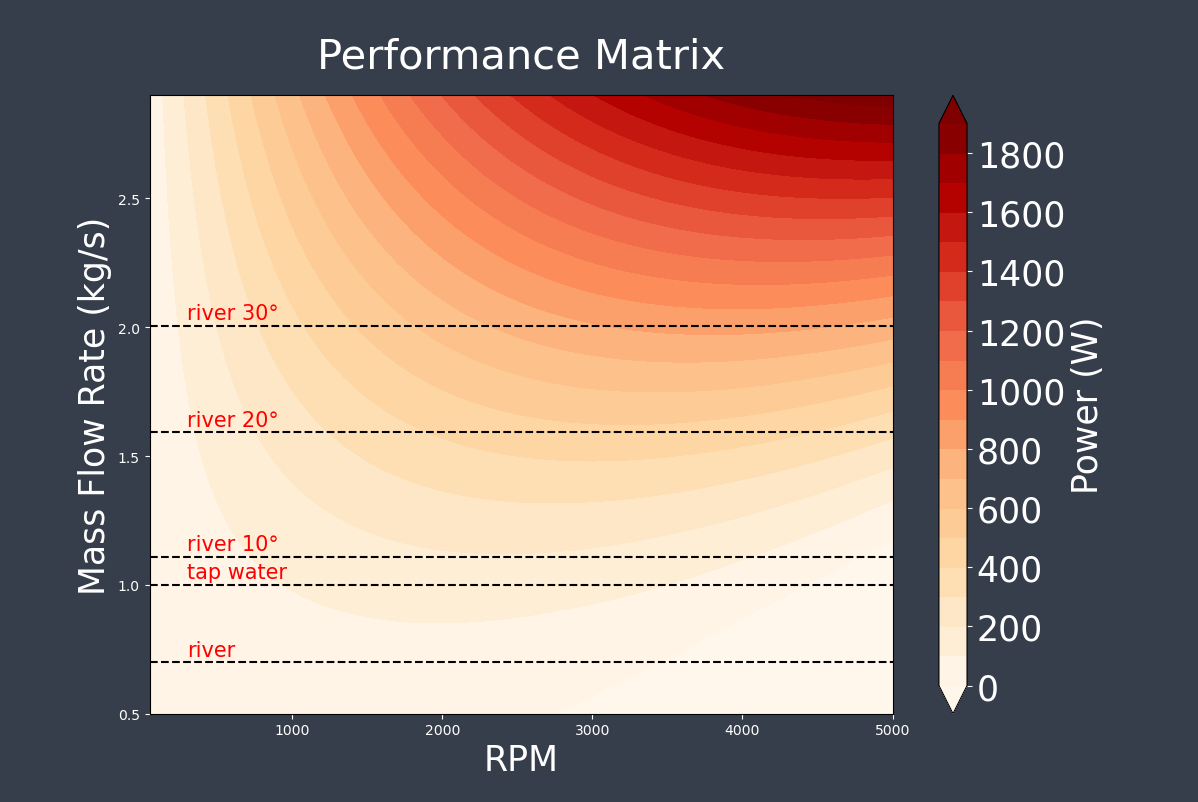 Performance Matrix
Mass Flow Rate (kg/s)
2.5
2.0
1.5
1.0
0.5
river 30°
river 20°
river 10°
tap water
river
1000
2000
3000
4000
5000
RPM
1800
1600
1400
1200
1000
800
600
400
200
0
Power (W)